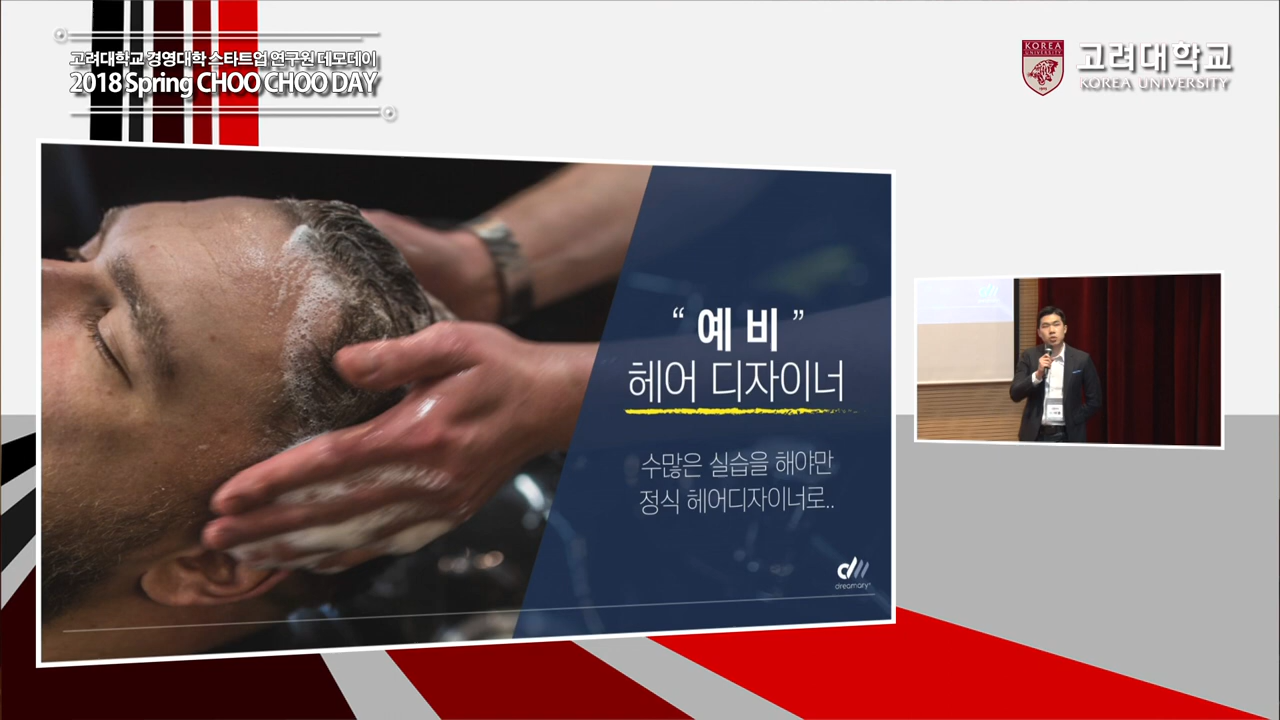 고려대학교 경영대학 스타트업 연구원 데모데이
2018 Spring CHOO CHOO DAY
KOREA
UNIVERSITY
고려대학교
KOREA UNIVERSITY
“ 예 비 ”
헤어 디자이너
수많은 실습을 해야만
정식 헤어디자이너로..
dreamary